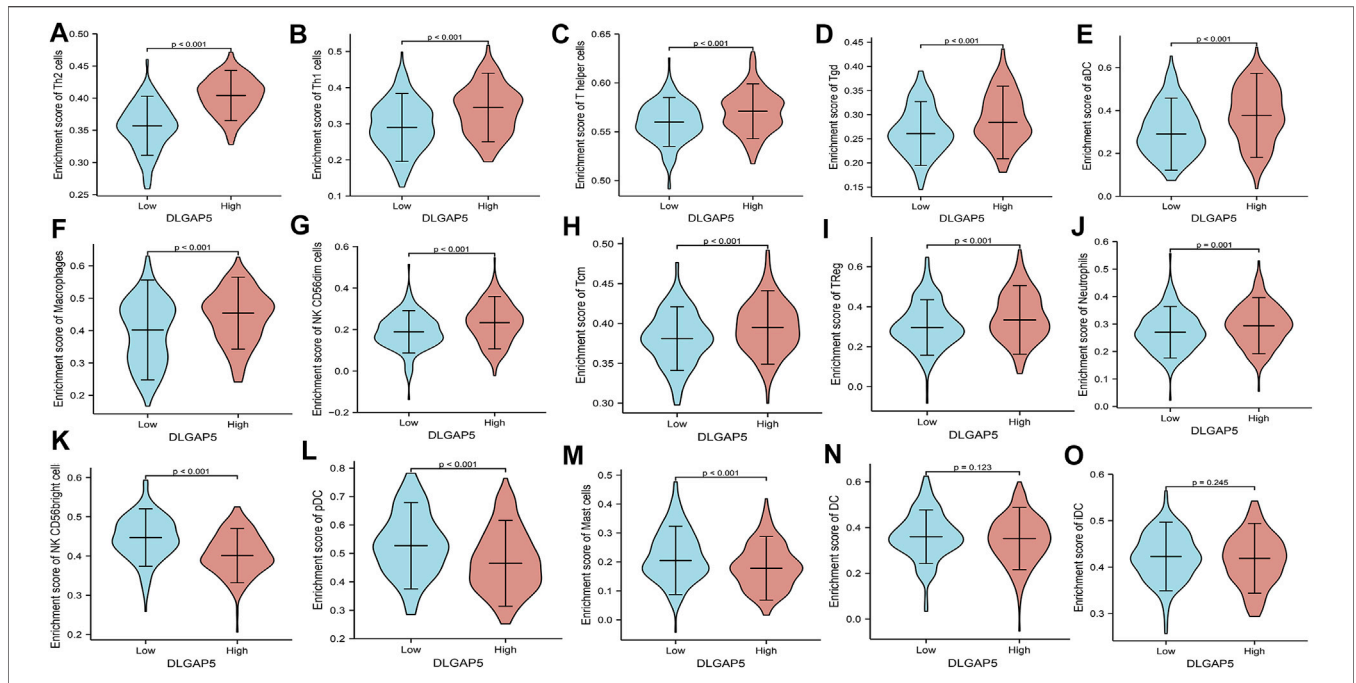 A
Enrichment score of Th2 cells
p < 0.001
0.50
0.45
0.40
0.35
0.30
0.25
Low
High
DLGAP5
B
Enrichment score of Th1 cells
p < 0.001
0.5
0.4
0.3
0.2
0.1
Low
High
DLGAP5
C
Enrichment score of T helper cells
p < 0.001
0.65
0.60
0.55
0.50
Low
High
DLGAP5
D
Enrichment score of Tgd
p < 0.001
0.45
0.40
0.35
0.30
0.25
0.20
0.15
Low
High
DLGAP5
E
Enrichment score of aDC
p < 0.001
0.6
0.4
0.2
0.0
Low
High
DLGAP5
F
Enrichment score of Macrophages
p < 0.001
0.6
0.5
0.4
0.3
0.2
Low
High
DLGAP5
G
Enrichment score of NK CD56dim cells
p < 0.001
0.6
0.4
0.2
0.0
−0.2
Low
High
DLGAP5
H
Enrichment score of Tcm
p < 0.001
0.50
0.45
0.40
0.35
0.30
Low
High
DLGAP5
I
Enrichment score of TReg
p < 0.001
0.6
0.4
0.2
0.0
Low
High
DLGAP5
J
Enrichment score of Neutrophils
p = 0.001
0.6
0.5
0.4
0.3
0.2
0.1
0.0
Low
High
DLGAP5
K
Enrichment score of NK CD56bright cell
p < 0.001
0.6
0.5
0.4
0.3
0.2
Low
High
DLGAP5
L
Enrichment score of pDC
p < 0.001
0.8
0.7
0.6
0.5
0.4
0.3
0.2
Low
High
DLGAP5
M
Enrichment score of Mast cells
p < 0.001
0.5
0.4
0.3
0.2
0.1
0.0
Low
High
DLGAP5
N
Enrichment score of DC
p = 0.123
0.6
0.4
0.2
0.0
Low
High
DLGAP5
O
Enrichment score of iDC
p = 0.245
0.6
0.5
0.4
0.3
Low
High
DLGAP5